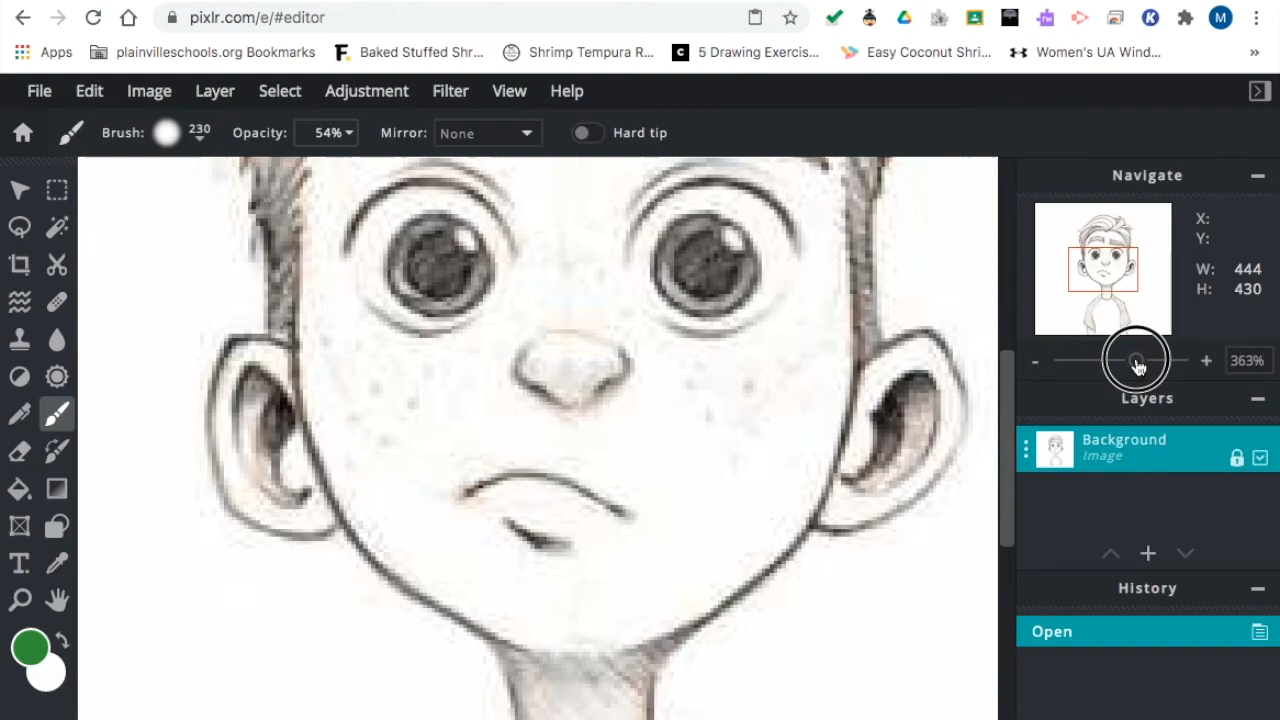 pixlr.com/e/#editor
M
Apps
plainvilleschools.org Bookmarks
F. Baked Stuffed Shr...
Shrimp Tempura R...
c 5 Drawing Exercis...
Easy Coconut Shri...
Women's UA Wind...
»
File Edit Image Layer Select Adjustment Filter View Help
Brush: 230 Opacity: 54% Mirror: None Hard tip
Navigate
X:
Y:
W: 444
H: 430
- + 363%
Layers
Background
Image
History
Open